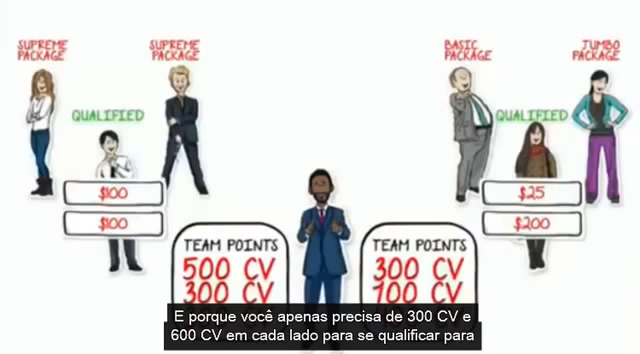 SUPREME
PACKAGE
SUPREME
PACKAGE
BASIC
PACKAGE
JUMBO
PACKAGE
QUALIFIED
QUALIFIED
$100
$100
$25
$200
TEAM POINTS
500 CV
300 CV
TEAM POINTS
300 CV
100 CV
E porque você apenas precisa de 300 CV e
600 CV em cada lado para se qualificar para